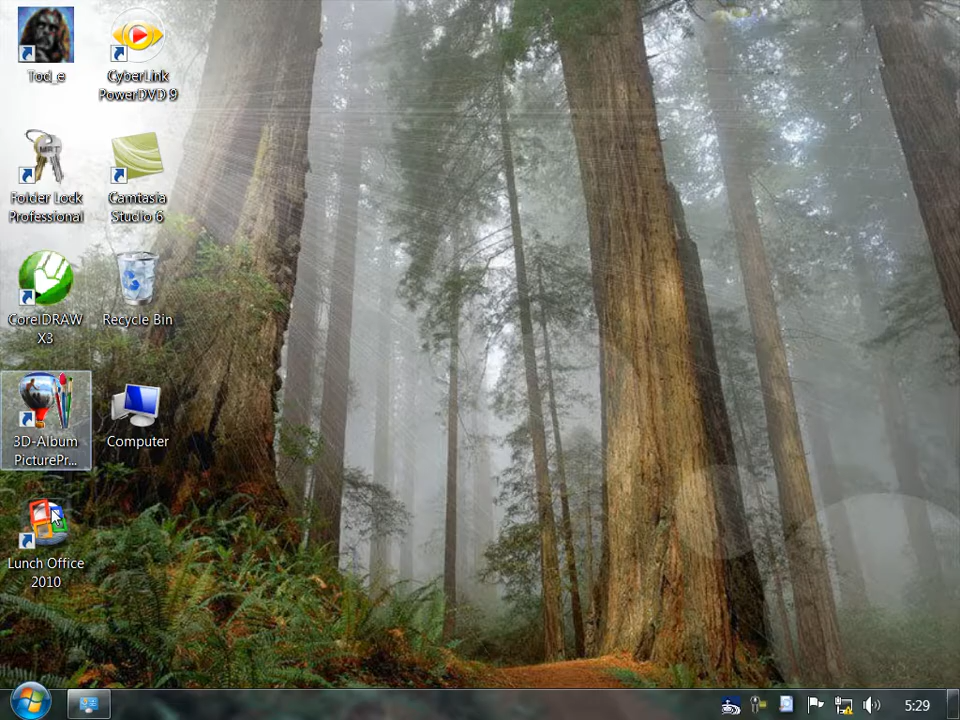 Tod_e
CyberLink
PowerDVD 9
MRT
Folder Lock
Professional
Camtasia
Studio 6
CorelDRAW
X3
Recycle Bin
3D-Album
PicturePr...
Computer
Lunch Office
2010
5:29